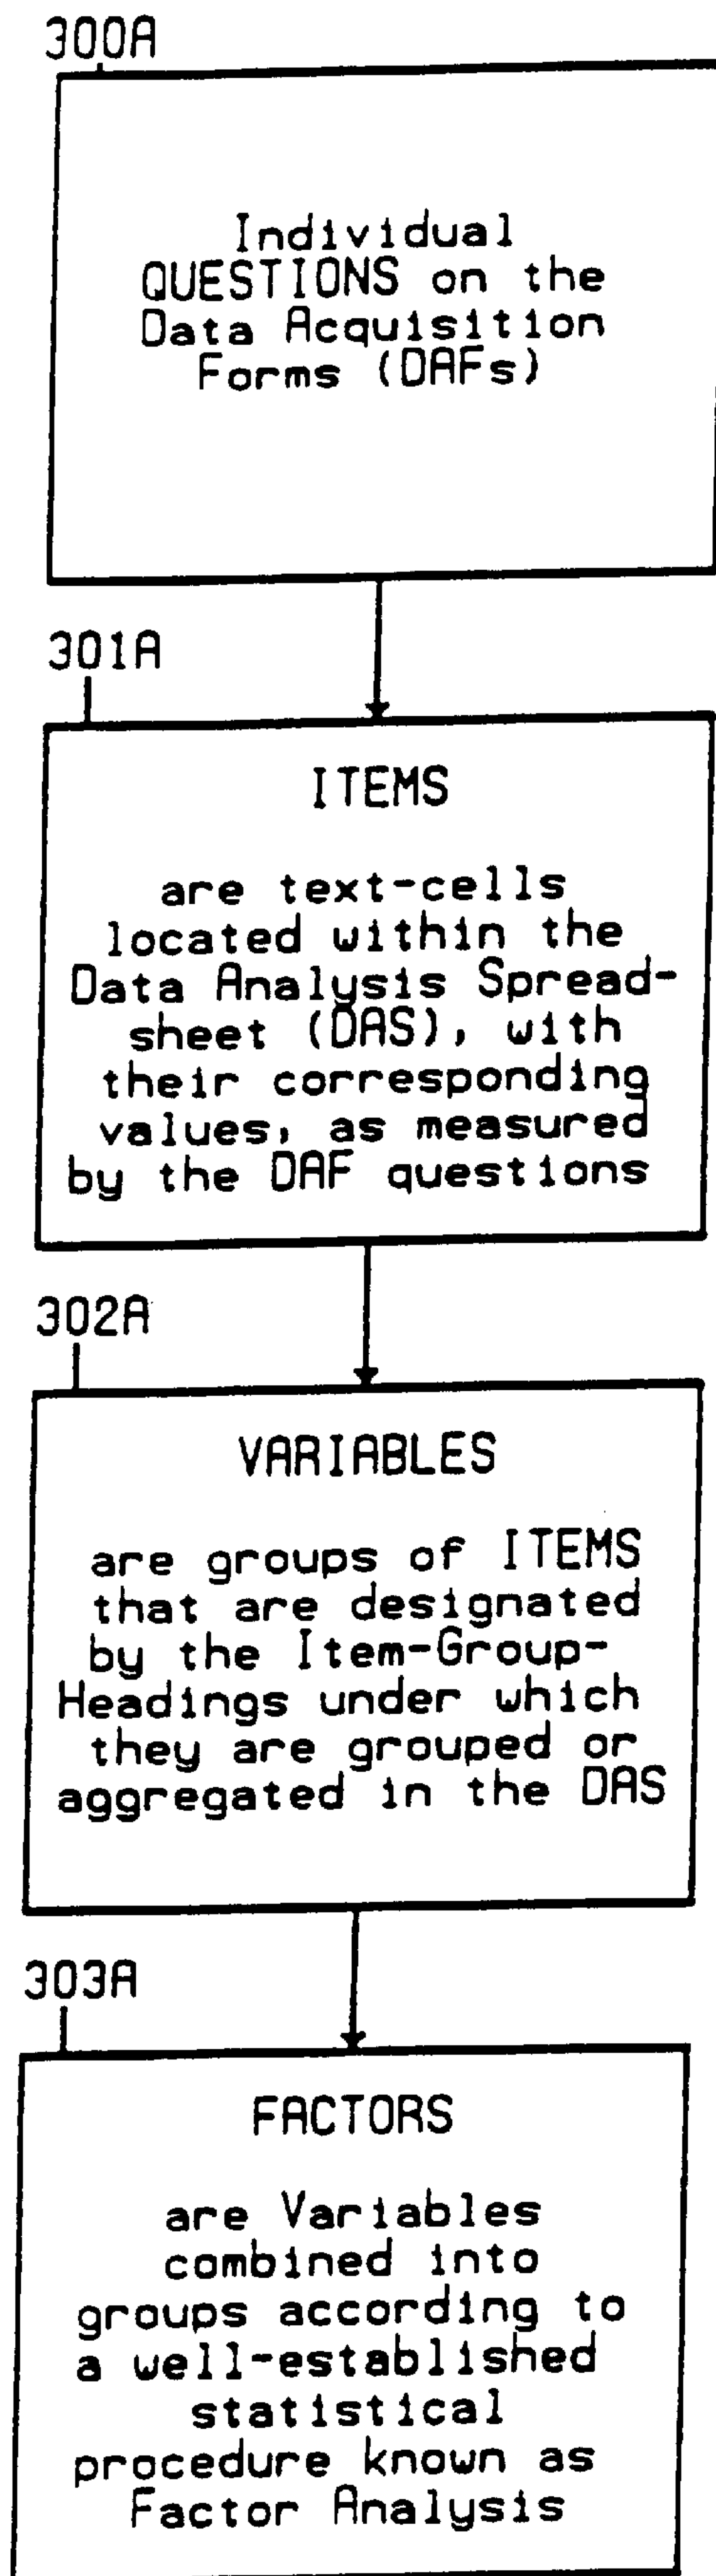 300A
Individual
QUESTIONS on the
Data Acquisition
Forms (DAFs)
301A
ITEMS
are text-cells
located within the
Data Analysis Spread-
sheet (DAS), with
their corresponding
values, as measured
by the DAF questions
302A
VARIABLES
are groups of ITEMS
that are designated
by the Item-Group-
Headings under which
they are grouped or
aggregated in the DAS
303A
FACTORS
are Variables
combined into
groups according to
a well-established
statistical
procedure known as
Factor Analysis